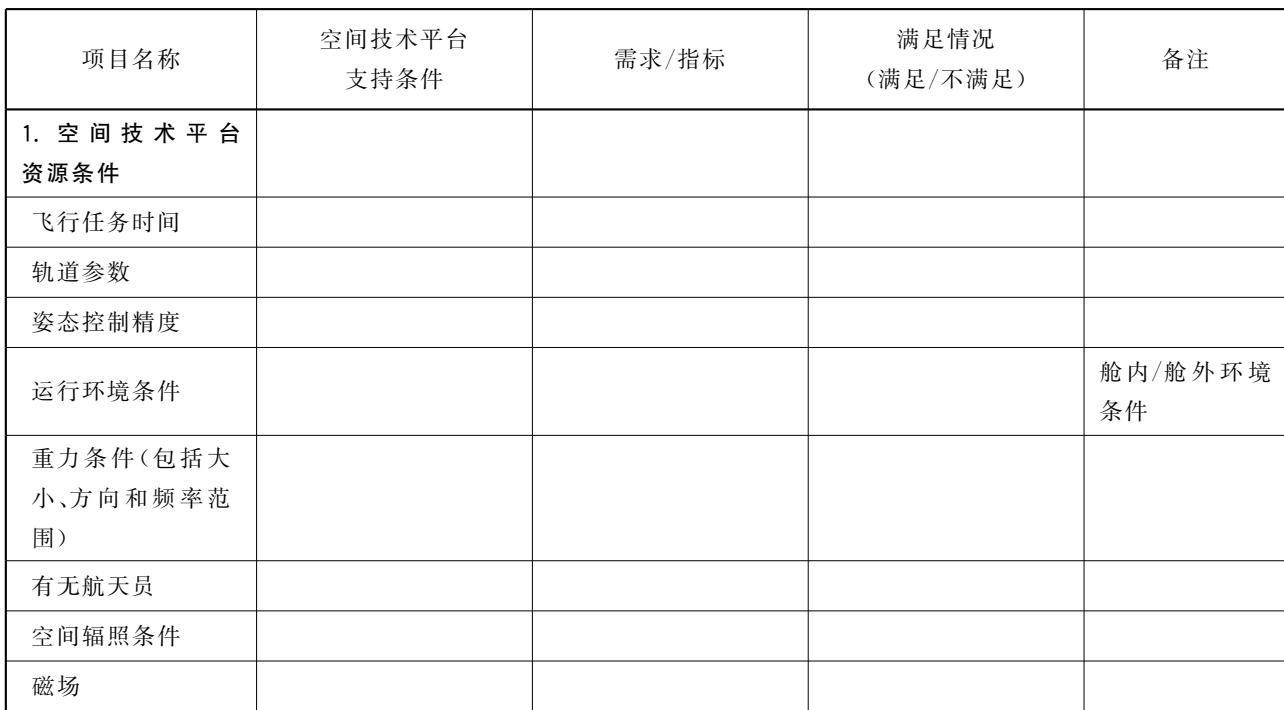 项目名称
空间技术平台
支持条件
需求/指标
满足情况
(满足/不满足)
备注
1. 空间技术平台
资源条件
飞行任务时间
轨道参数
姿态控制精度
运行环境条件
舱内/舱外环境
条件
重力条件(包括大
小、方向和频率范
围)
有无航天员
空间辐照条件
磁场